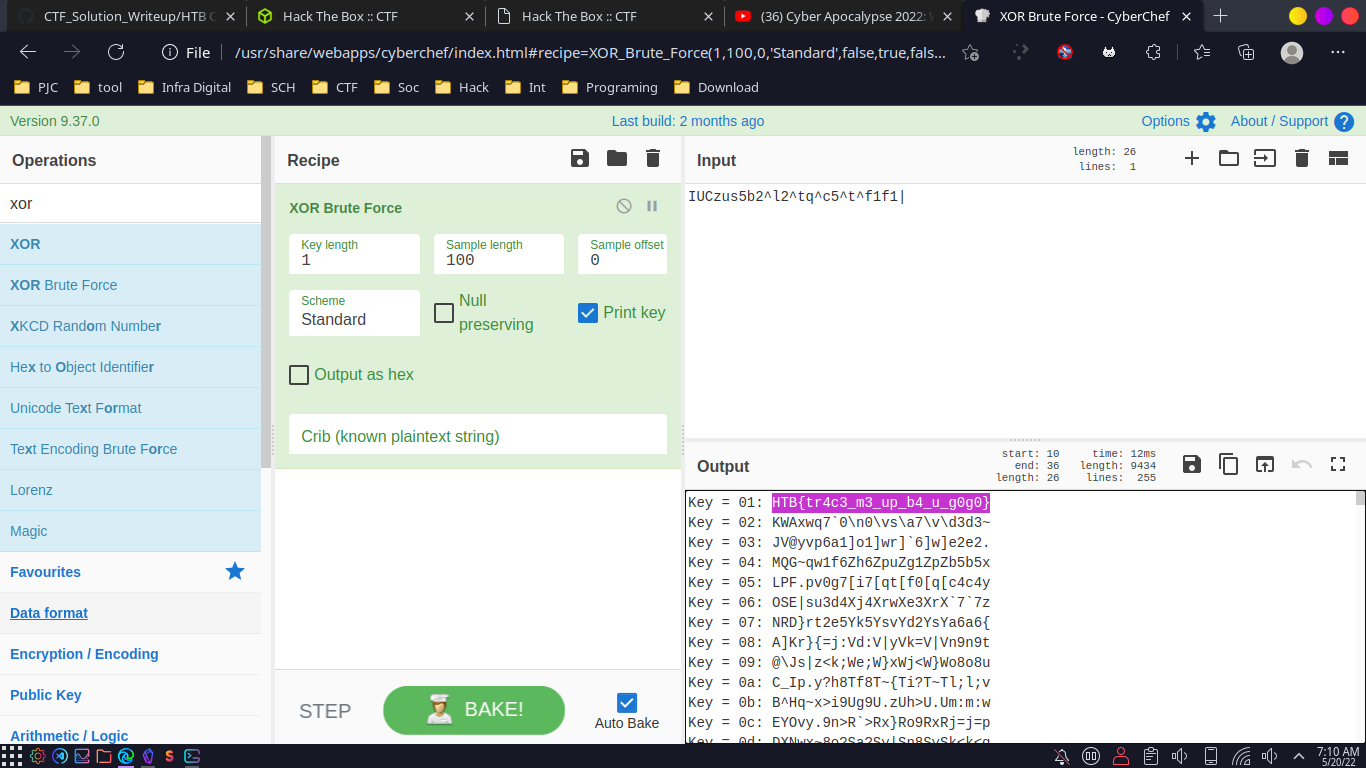 CTF_Solution_Writeup/HTB C
Hack The Box :: CTF
Hack The Box :: CTF
(36) Cyber Apocalypse 2022:
XOR Brute Force - CyberChef
File
/usr/share/webapps/cyberchef/index.html#recipe=XOR_Brute_Force(1,100,0,'Standard',false,true,fals...
PJC
tool
Infra Digital
SCH
CTF
Soc
Hack
Int
Programing
Download
Version 9.37.0
Last build: 2 months ago
Options
About / Support
Operations
xor
XOR
XOR Brute Force
XKCD Random Number
Hex to Object Identifier
Unicode Text Format
Text Encoding Brute Force
Lorenz
Magic
Favourites
Data format
Encryption / Encoding
Public Key
Arithmetic / Logic
Recipe
XOR Brute Force
Key length
1
Sample length
100
Sample offset
0
Scheme
Standard
Null
preserving
Print key
Output as hex
Crib (known plaintext string)
STEP
BAKE!
Auto Bake
Input
length: 26
lines: 1
IUCzus5b2^l2^tq^c5^t^f1f1|
Output
start: 10
end: 36
length: 26
time: 12ms
length: 9434
lines: 255
Key = 01: HTB{tr4c3_m3_up_b4_u_g0g0}
Key = 02: KWAxwq7`0\n0\vs\a7\v\d3d3~
Key = 03: JV@yvp6a1]o1]wr]`6]w]e2e2.
Key = 04: MQG~qw1f6Zh6ZpuZg1ZpZb5b5x
Key = 05: LPF.pv0g7[i7[qt[f0[q[c4c4y
Key = 06: OSE|su3d4Xj4XrwXe3XrX`7`7z
Key = 07: NRD}rt2e5Yk5YsvYd2YsYa6a6{
Key = 08: A]Kr}{=j:Vd:V|yVk=V|Vn9n9t
Key = 09: @\Js|z<k;We;W}xWj<W}Wo8o8u
Key = 0a: C_Ip.y?h8Tf8T~{Ti?T~Tl;l;v
Key = 0b: B^Hq~x>i9Ug9U.zUh>U.Um:m:w
Key = 0c: EYOvy.9n>R`>Rx}Ro9RxRj=j=p
7:10 AM
5/20/22